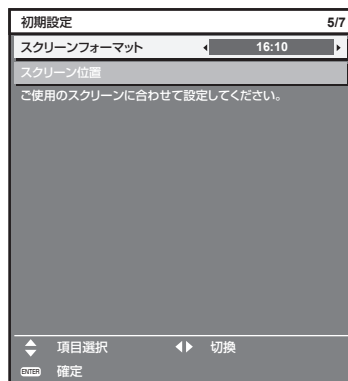 初期設定 5/7
スクリーンフォーマット 16:10
スクリーン位置
ご使用のスクリーンに合わせて設定してください。
項目選択 切換
ENTER 確定